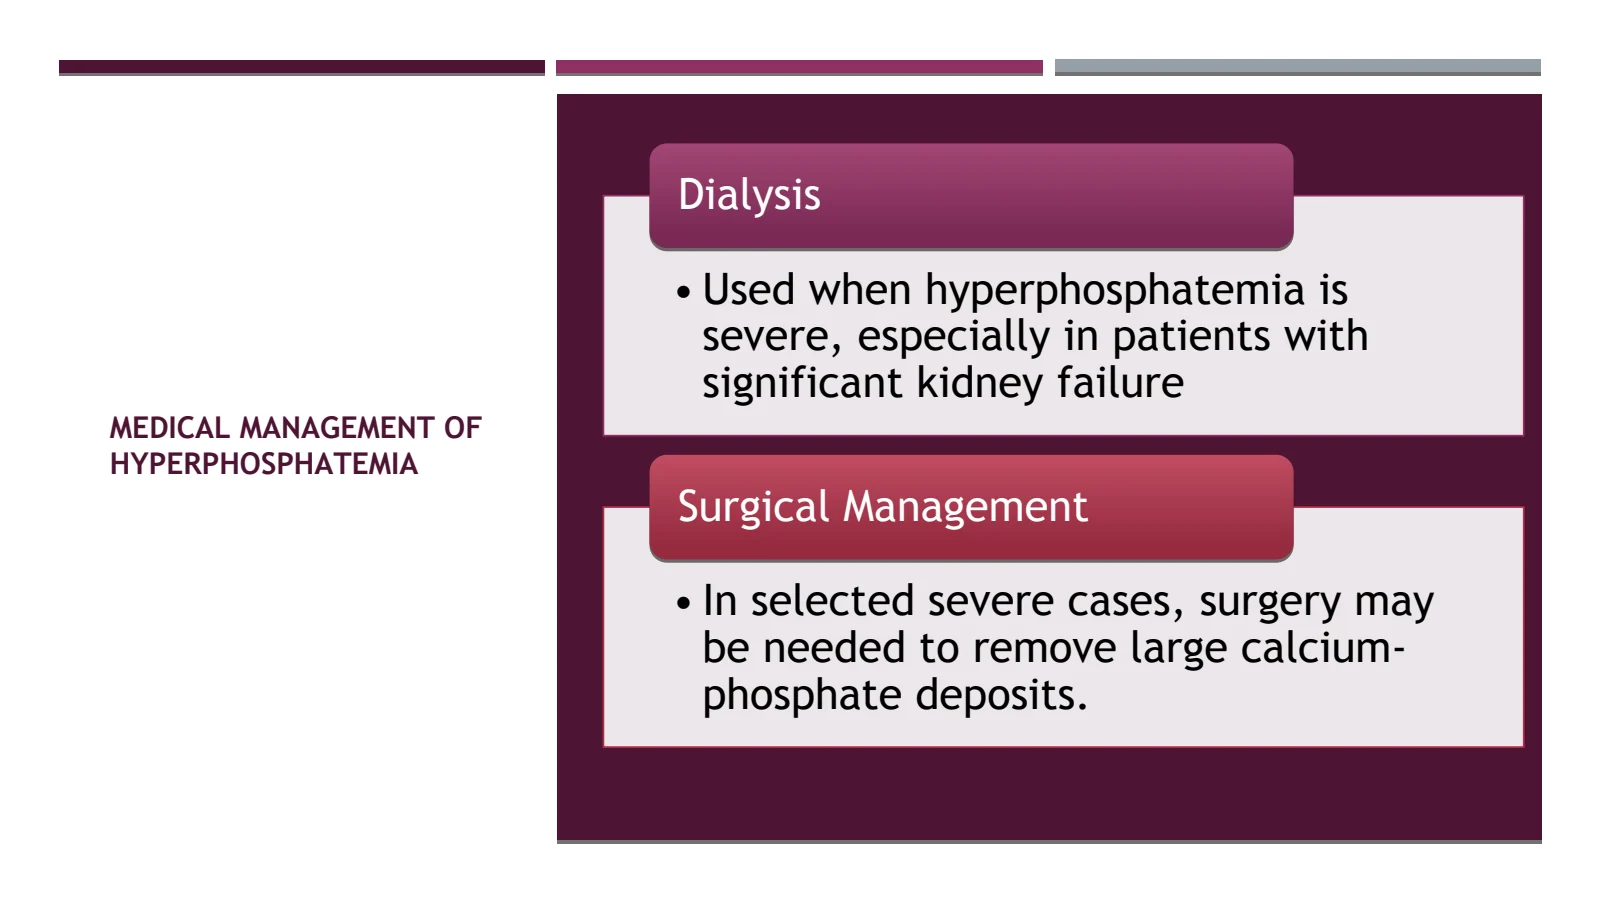 MEDICAL MANAGEMENT OF
HYPERPHOSPHATEMIA
Dialysis
• Used when hyperphosphatemia is
severe, especially in patients with
significant kidney failure
Surgical Management
• In selected severe cases, surgery may
be needed to remove large calcium-
phosphate deposits.